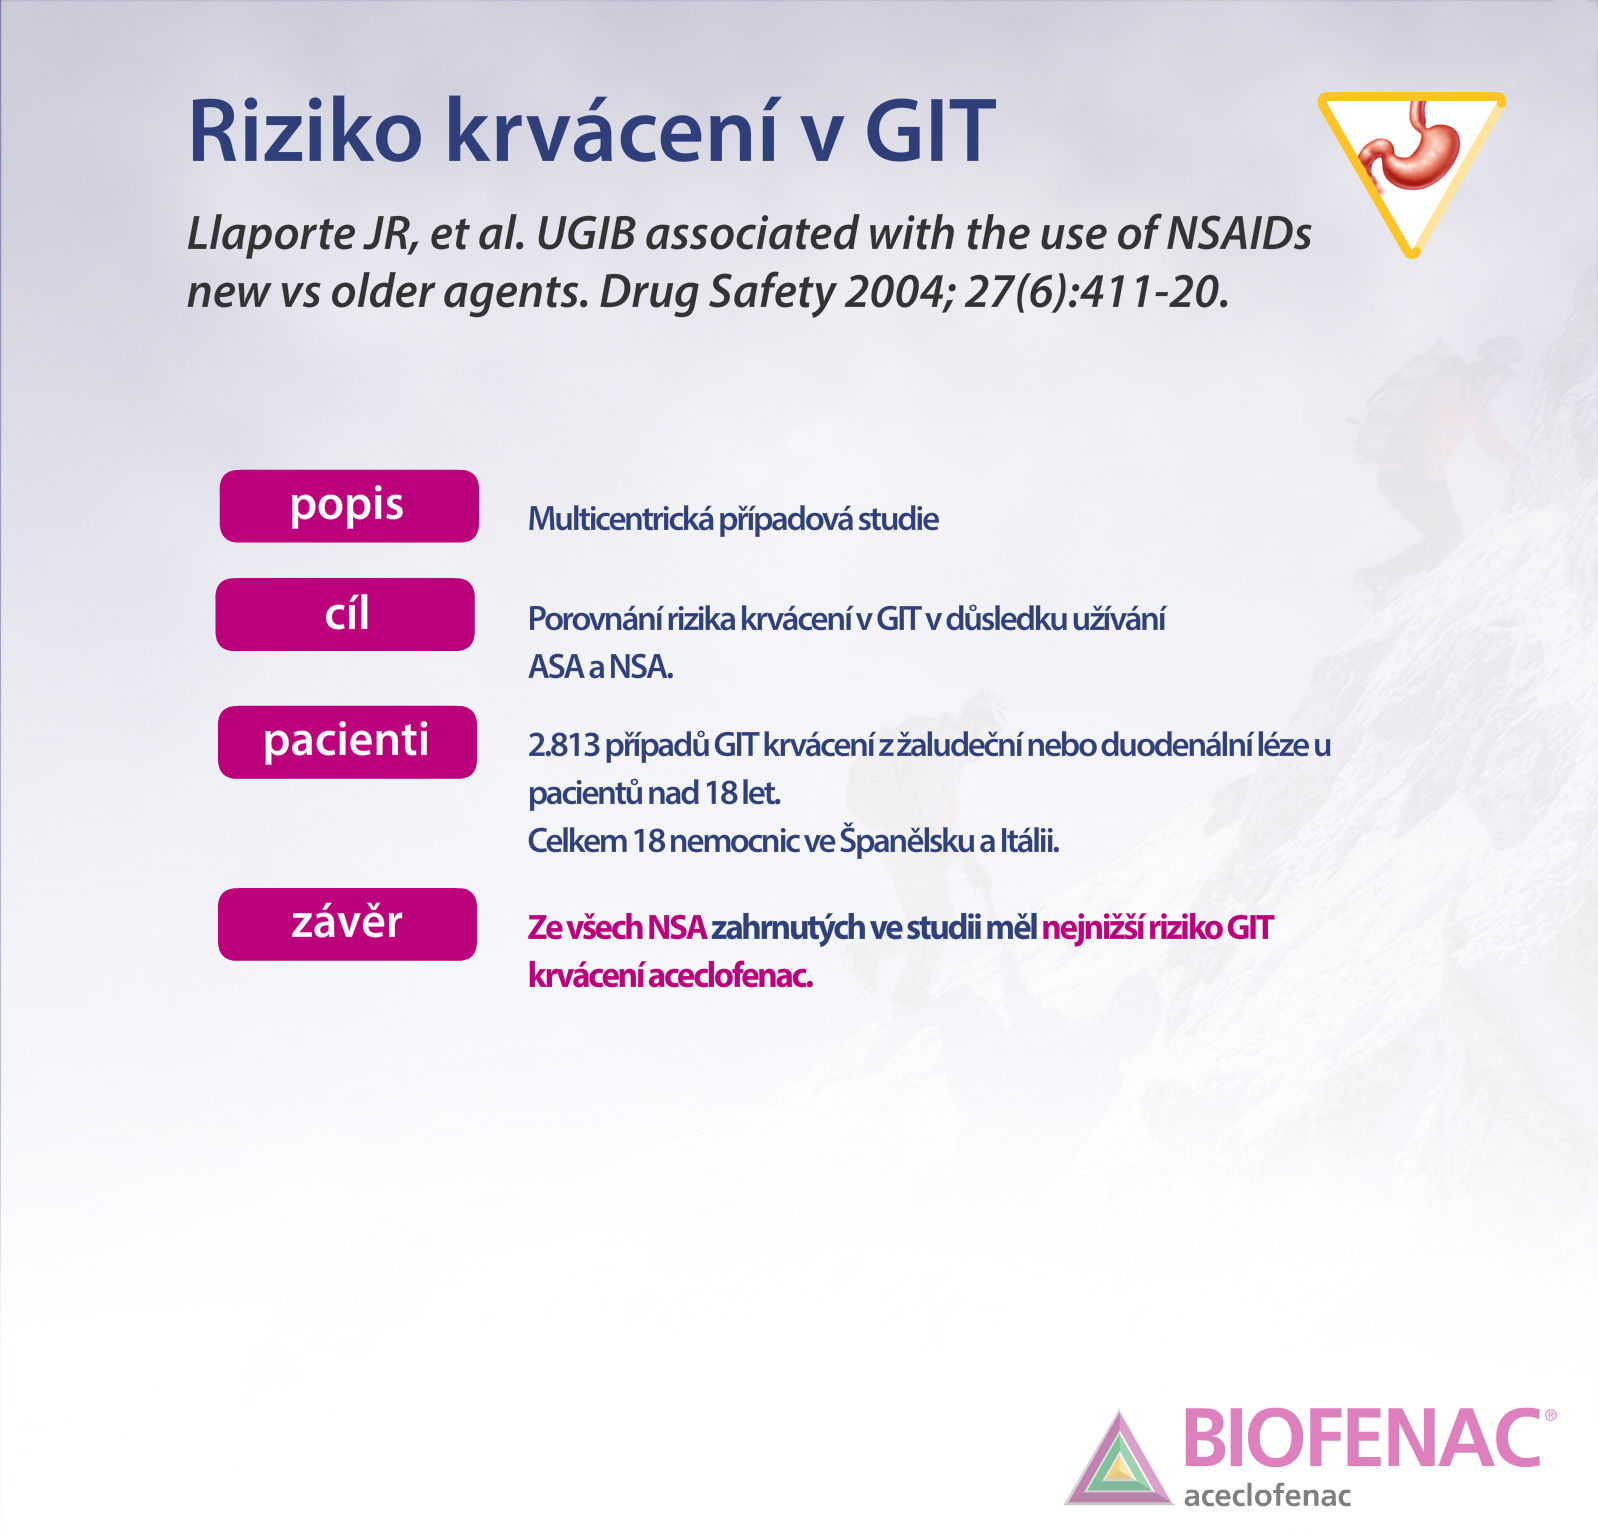 Riziko krvácení v GIT
Llaporte JR, et al. UGIB associated with the use of NSAIDs
new vs older agents. Drug Safety 2004; 27(6):411-20.
popis
Multicentrická případová studie
cíl
Porovnání rizika krvácení v GIT v důsledku užívání
ASA a NSA.
pacienti
2.813 případů GIT krvácení z žaludeční nebo duodenální léze u
pacientů nad 18 let.
Celkem 18 nemocnic ve Španělsku a Itálii.
závěr
Ze všech NSA zahrnutých ve studii měl nejnižší riziko GIT
krvácení aceclofenac.
BIOFENAC®
aceclofenac